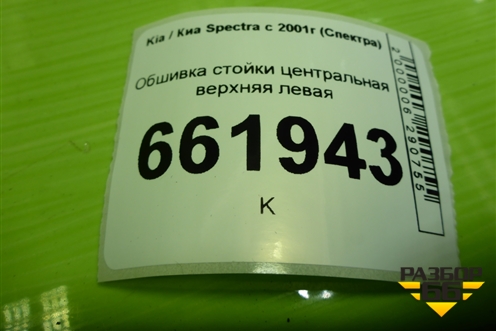 Kia / Киа Spectra с 2001г (Спектра)
Обшивка стойки центральная
верхняя левая
661943
К
2000006290755
РАЗБОР